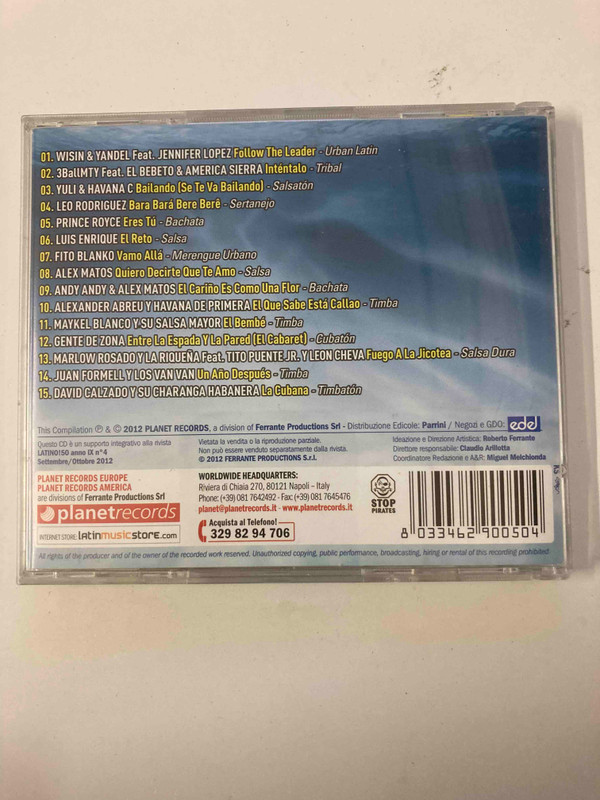 01. WISIN & YANDEL Feat. JENNIFER LOPEZ Follow The Leader - Urban Latin
02. 3BallMTY Feat. EL BEBETO & AMERICA SIERRA Inténtalo - Tribal
03. YULI & HAVANA C Bailando (Se Te Va Bailando) - Salsatón
04. LEO RODRIGUEZ Bara Bará Bere Berê - Sertanejo
05. PRINCE ROYCE Eres Tú - Bachata
06. LUIS ENRIQUE El Reto - Salsa
07. FITO BLANKO Vamo Allá - Merengue Urbano
08. ALEX MATOS Quiero Decirte Que Te Amo - Salsa
09. ANDY ANDY & ALEX MATOS El Cariño Es Como Una Flor - Bachata
10. ALEXANDER ABREU Y HAVANA DE PRIMERA El Que Sabe Está Callao - Timba
11. MAYKEL BLANCO Y SU SALSA MAYOR El Bembé - Timba
12. GENTE DE ZONA Entre La Espada Y La Pared (El Cabaret) - Cubatón
13. MARLOW ROSADO Y LA RIQUEÑA Feat. TITO PUENTE JR. Y LEON CHEVA Fuego A La Jicotea - Salsa Dura
14. JUAN FORMELL Y LOS VAN VAN Un Año Después - Timba
15. DAVID CALZADO Y SU CHARANGA HABANERA La Cubana - Timbatón
This Compilation ℗ & © 2012 PLANET RECORDS, a division of Ferrante Productions Srl - Distribuzione Edicole: Parrini / Negozi e GDO: edel
Questo CD è un supporto integrativo alla rivista
LATINO!50 anno IX n°4
Settembre/Ottobre 2012
Vietata la vendita o la riproduzione parziale.
Non può essere venduto separatamente dalla rivista.
© 2012 FERRANTE PRODUCTIONS S.r.l.
Ideazione e Direzione Artistica: Roberto Ferrante
Direttore responsabile: Claudio Arillotta
Coordinatore Redazione e A&R: Miguel Melchionda
PLANET RECORDS EUROPE
PLANET RECORDS AMERICA
are divisions of Ferrante Productions Srl
planetrecords
INTERNET STORE: latinmusicstore.com
WORLDWIDE HEADQUARTERS:
Riviera di Chiaia 270, 80121 Napoli - Italy
Phone: (+39) 081 7642492 - Fax (+39) 081 7645476
planet@planetrecords.it - www.planetrecords.it
Acquista al Telefono!
329 82 94 706
STOP
PIRATES
8 033462 900504
All rights of the producer and of the owner of the recorded work reserved. Unauthorized copying, public performance, broadcasting, hiring or rental of this recording prohibited.